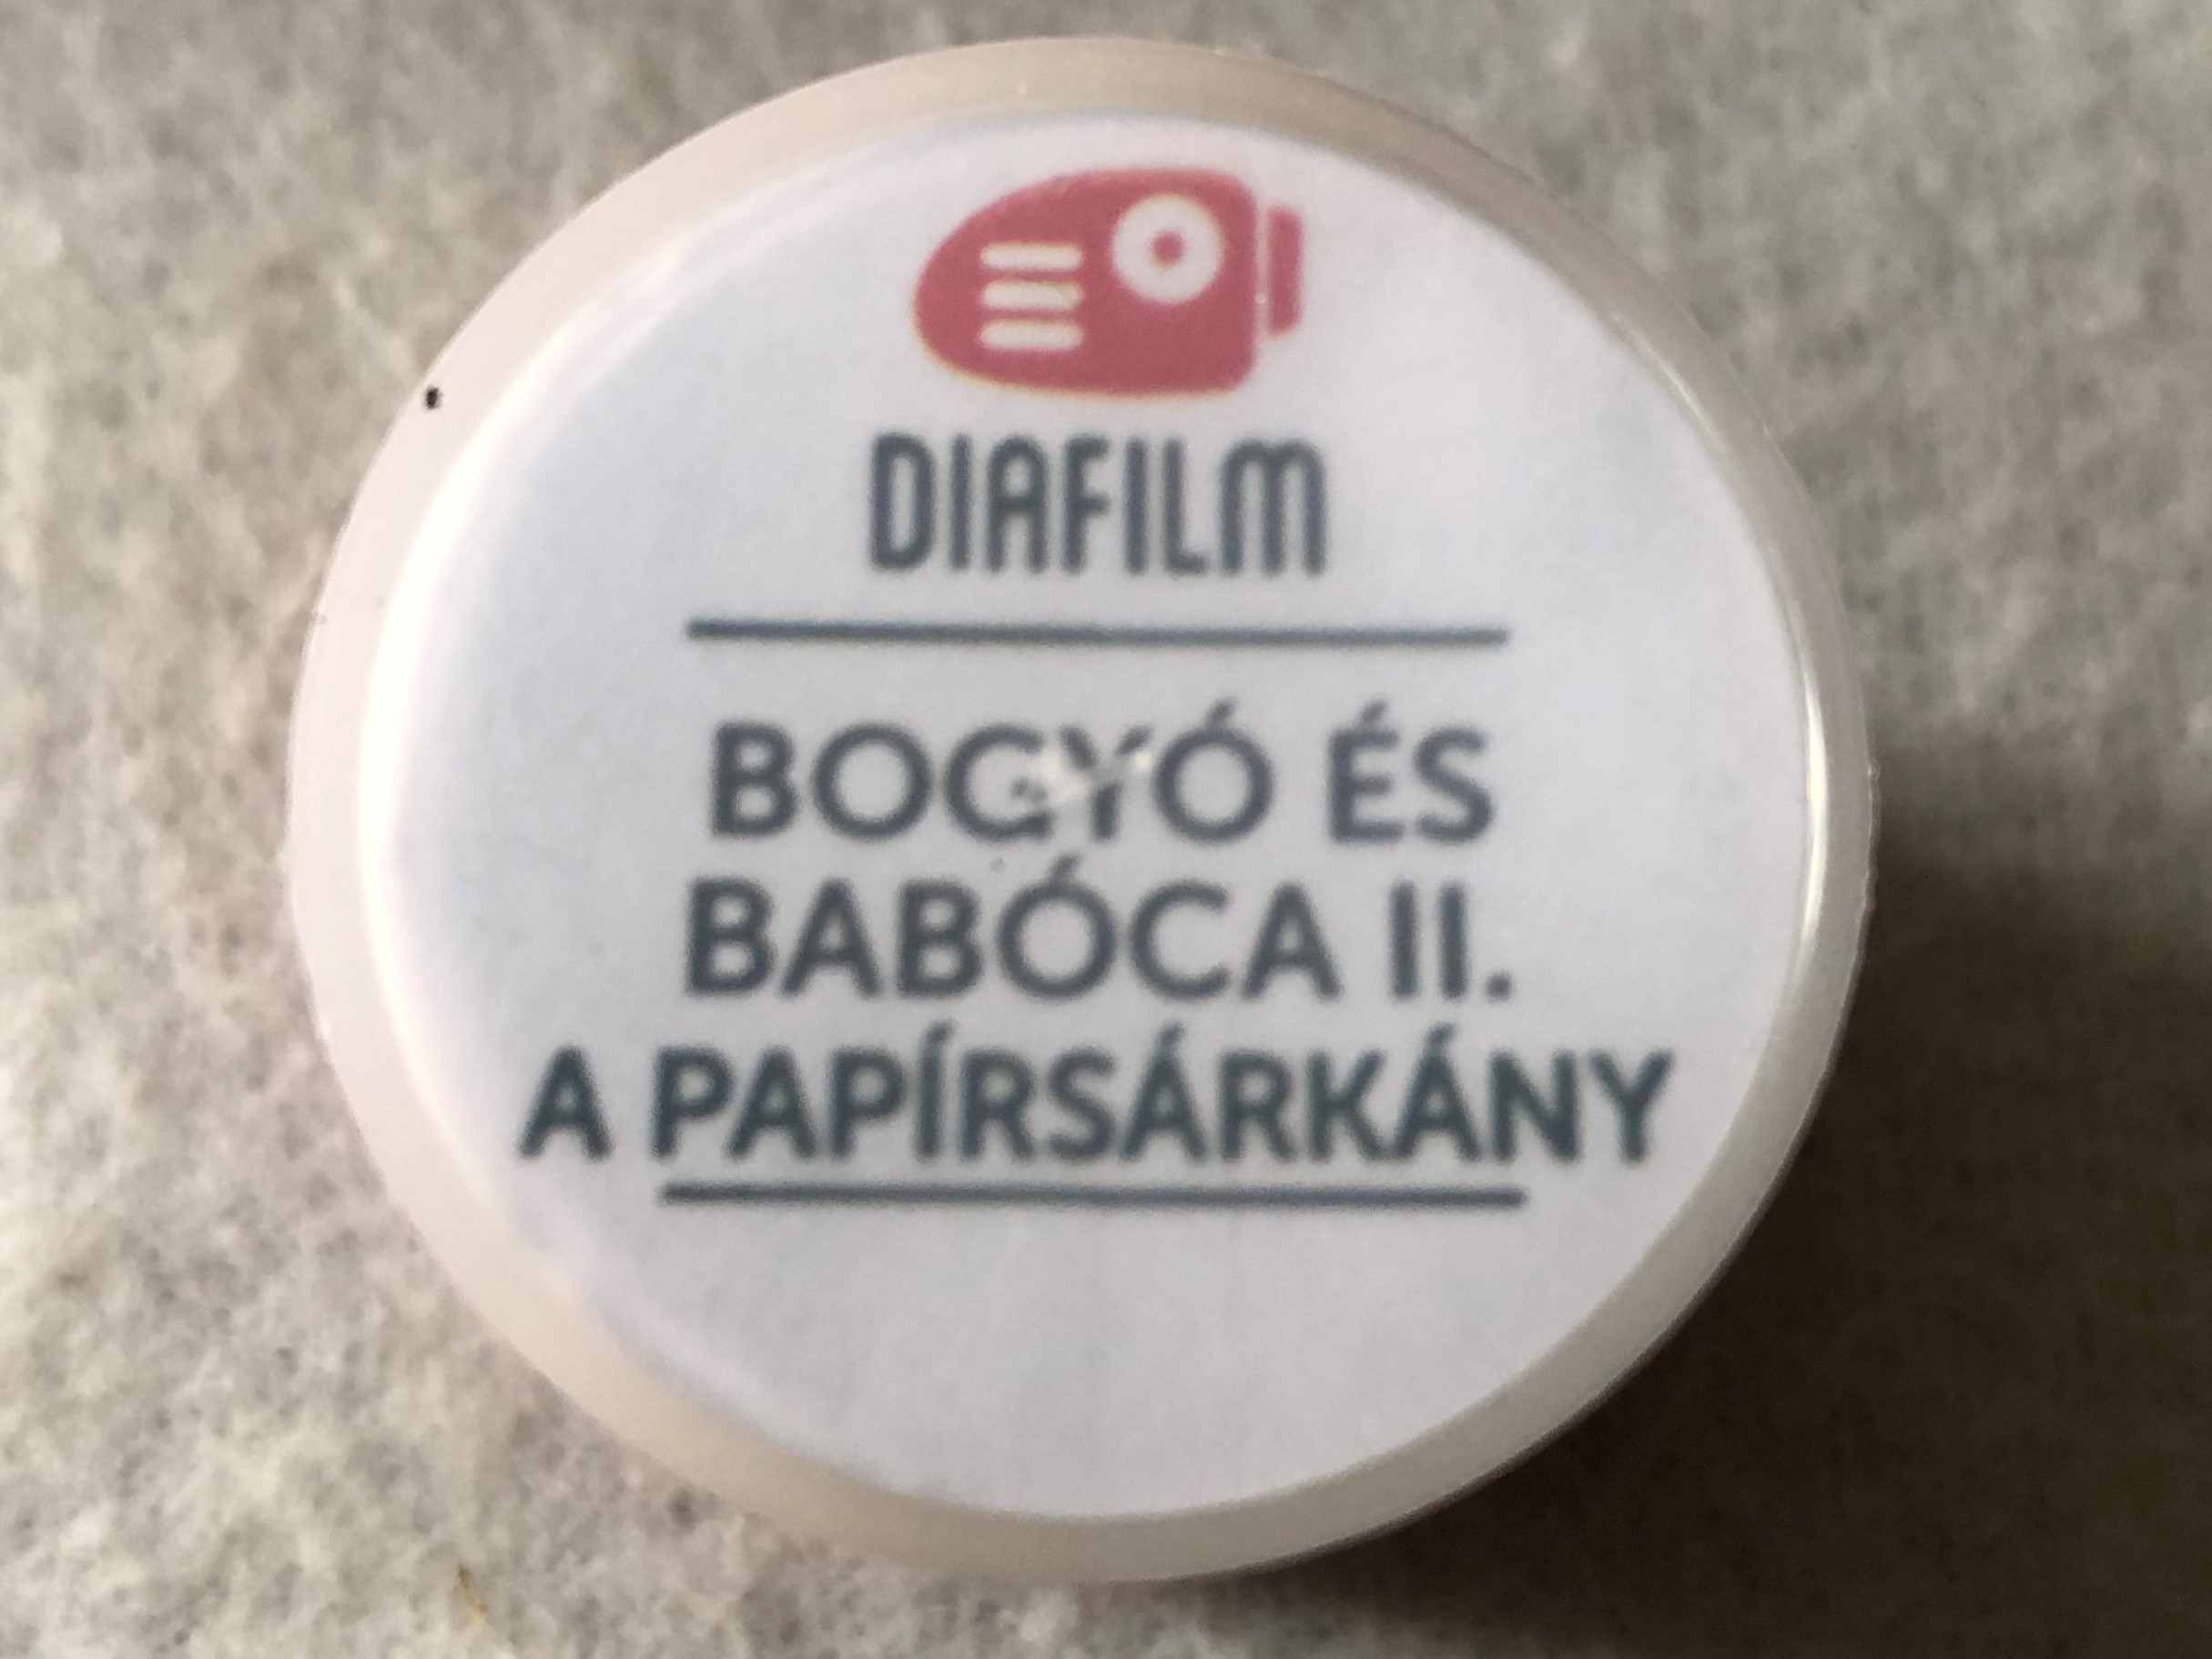 DIAFILM
BOGYÓ ÉS
BABÓCA II.
A PAPÍRSÁRKÁNY